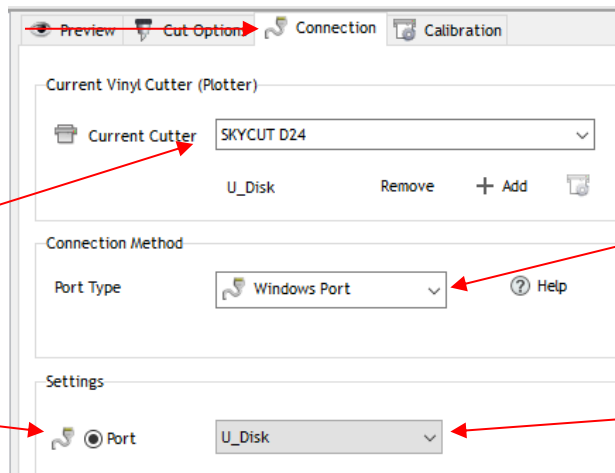 Preview Cut Options Connection Calibration
Current Vinyl Cutter (Plotter)
Current Cutter SKYCUT D24
U_Disk Remove + Add
Connection Method
Port Type Windows Port ? Help
Settings
Port U_Disk